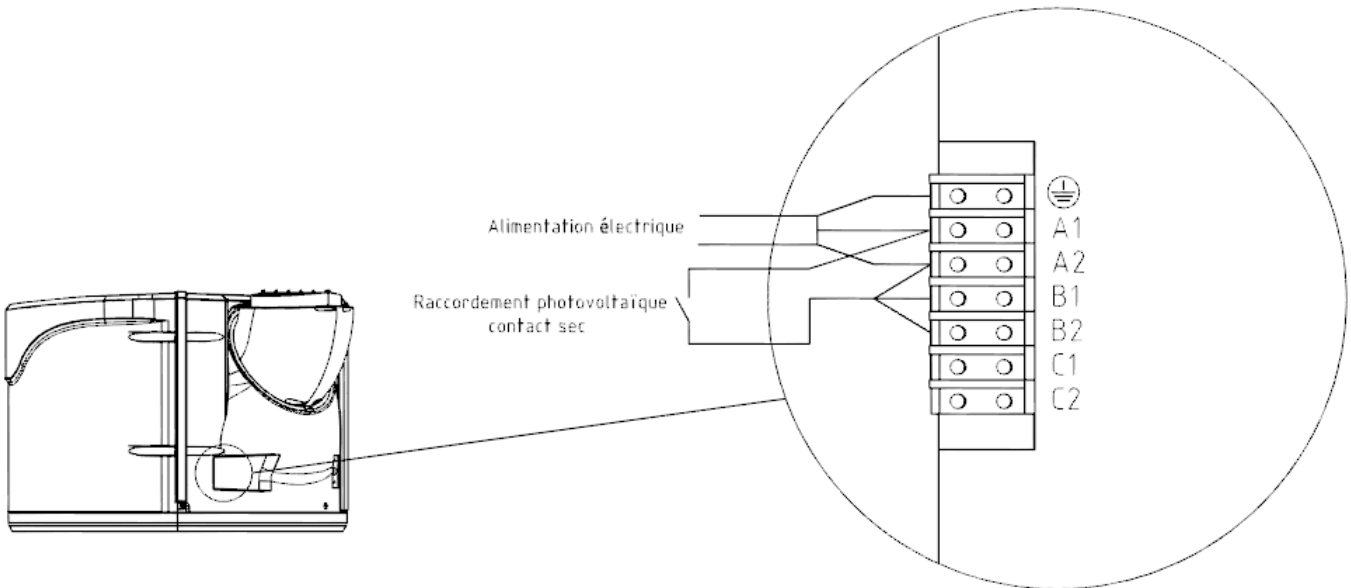 Alimentation électrique
Raccordement photovoltaïque
contact sec
A1
A2
B1
B2
C1
C2